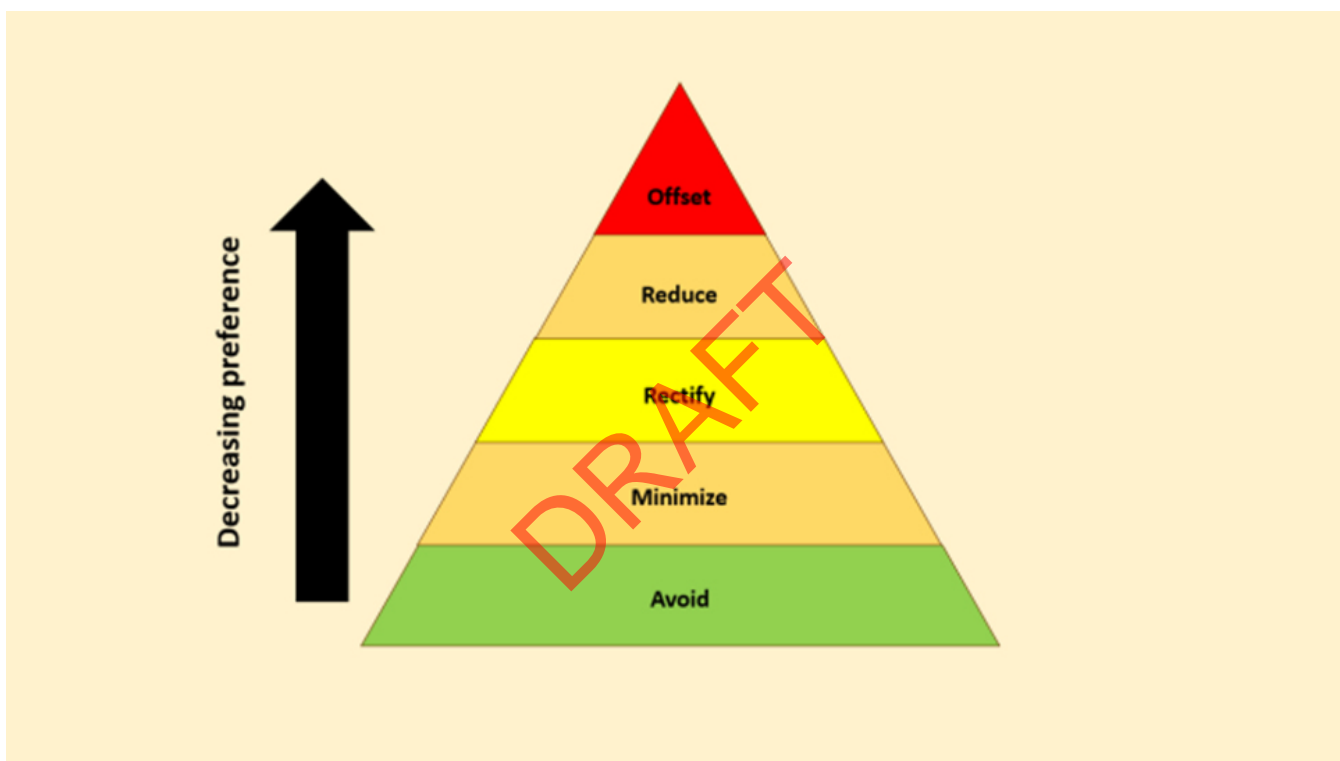 Decreasing preference
Offset
Reduce
Rectify
Minimize
Avoid
DRAFT